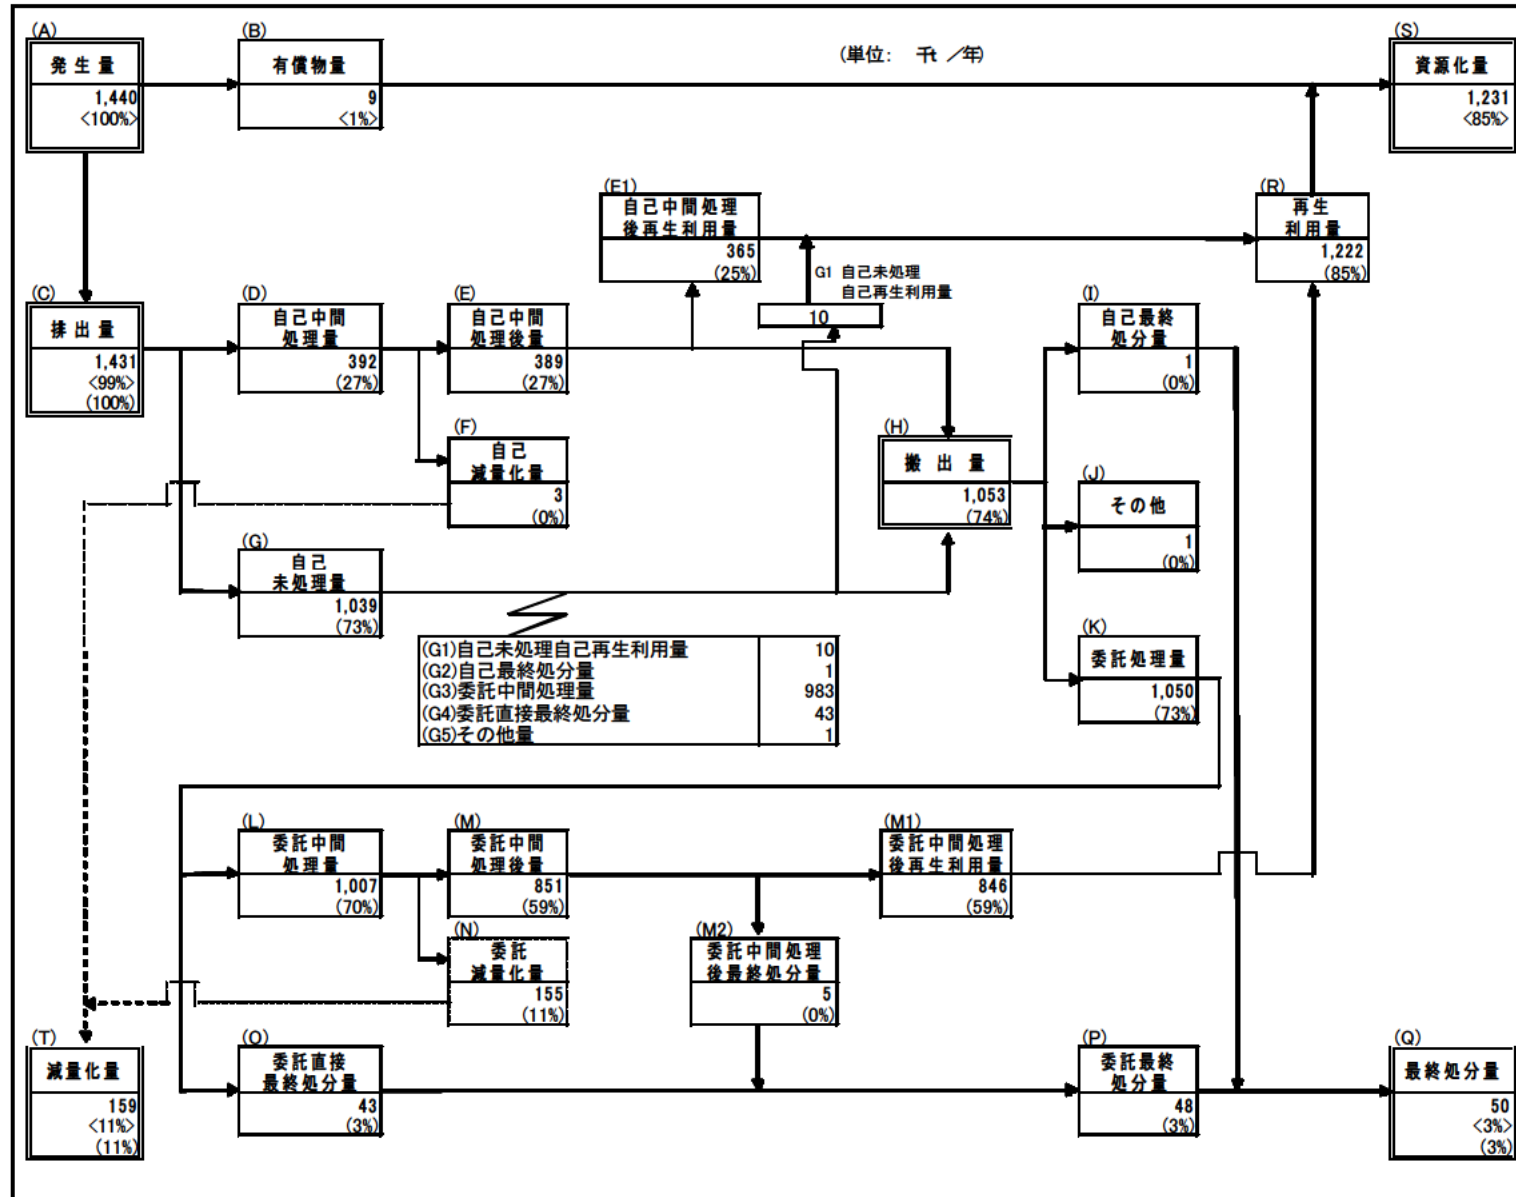 (A)
発生量
1,440
<100%>
(B)
有償物量
9
<1%>
(単位: 千t /年)
(S)
資源化量
1,231
<85%>
(E1)
自己中間処理
後再生利用量
365
(25%)
(R)
再生
利用量
1,222
(85%)
G1 自己未処理
自己再生利用量
10
(C)
排出量
1,431
<99%>
(100%)
(D)
自己中間
処理量
392
(27%)
(E)
自己中間
処理後量
389
(27%)
(I)
自己最終
処分量
1
(0%)
(F)
自己
減量化量
3
(0%)
(H)
搬出量
1,053
(74%)
(J)
その他
1
(0%)
(G)
自己
未処理量
1,039
(73%)
(G1)自己未処理自己再生利用量 10
(G2)自己最終処分量 1
(G3)委託中間処理量 983
(G4)委託直接最終処分量 43
(G5)その他量 1
(K)
委託処理量
1,050
(73%)
(L)
委託中間
処理量
1,007
(70%)
(M)
委託中間
処理後量
851
(59%)
(M1)
委託中間処理
後再生利用量
846
(59%)
(N)
委託
減量化量
155
(11%)
(M2)
委託中間処理
後最終処分量
5
(0%)
(T)
減量化量
159
<11%>
(11%)
(O)
委託直接
最終処分量
43
(3%)
(P)
委託最終
処分量
48
(3%)
(Q)
最終処分量
50
<3%>
(3%)